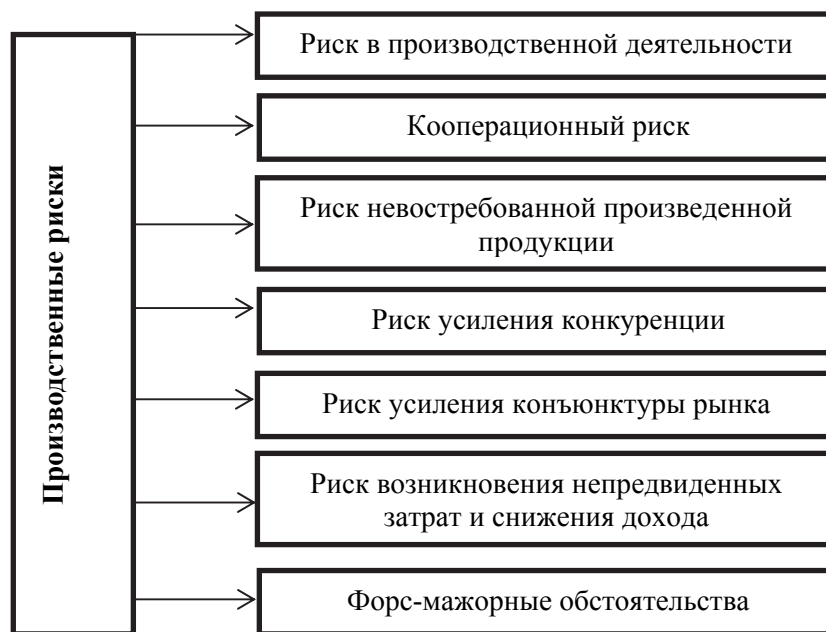 Производственные риски
Риск в производственной деятельности
Кооперационный риск
Риск невостребованной произведенной
продукции
Риск усиления конкуренции
Риск усиления конъюнктуры рынка
Риск возникновения непредвиденных
затрат и снижения дохода
Форс-мажорные обстоятельства